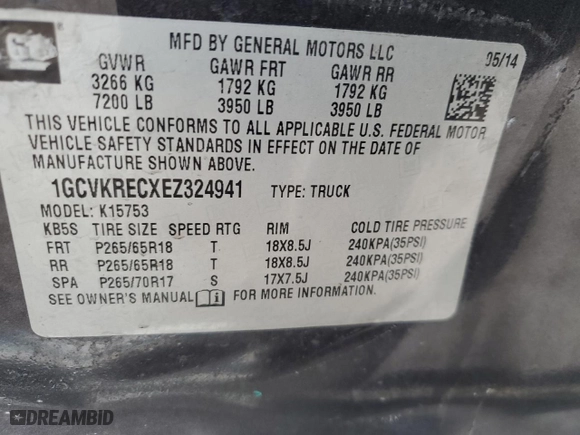 MFD BY GENERAL MOTORS LLC
05/14
GVWR GAWR FRT GAWR RR
3266 KG 1792 KG 1792 KG
7200 LB 3950 LB 3950 LB
THIS VEHICLE CONFORMS TO ALL APPLICABLE U.S. FEDERAL MOTOR
VEHICLE SAFETY STANDARDS IN EFFECT ON THE DATE OF
MANUFACTURE SHOWN ABOVE.
1GCVKRECXEZ324941 TYPE: TRUCK
MODEL: K15753
KB5S TIRE SIZE SPEED RTG RIM COLD TIRE PRESSURE
FRT P265/65R18 T 18X8.5J 240KPA(35PSI)
RR P265/65R18 T 18X8.5J 240KPA(35PSI)
SPA P265/70R17 S 17X7.5J 240KPA(35PSI)
SEE OWNER'S MANUAL FOR MORE INFORMATION.
DREAMBID